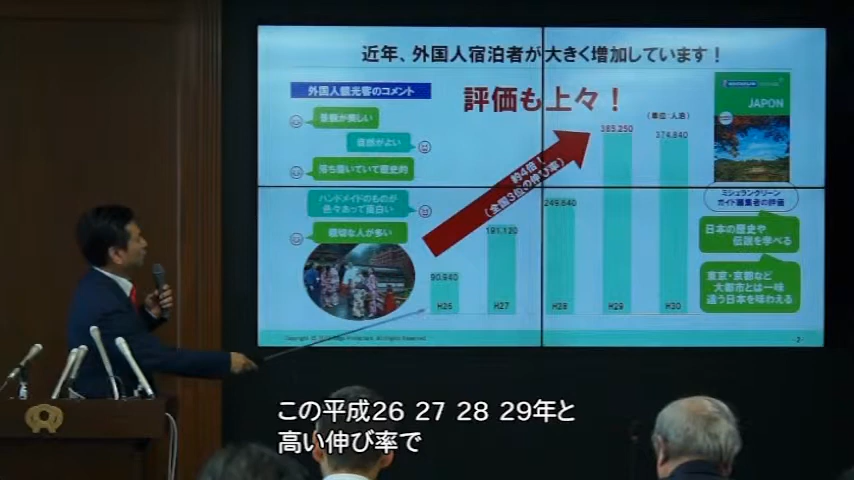 近年、外国人宿泊者が大きく増加しています！
外国人観光客のコメント
評価も上々！
（単位：人泊）
景観が美しい
食感がよい
落ち着いていて歴史的
ハンドメイドのものが
色々あって面白い
親切な人が多い
約4倍！
（全国3位の伸び率）
90,940
191,120
249,840
385,250
374,840
H26
H27
H28
H29
H30
JAPON
ミシュラングリーン
ガイド編集者の評価
日本の歴史や
伝説を学べる
東京・京都など
大都市とは一味
違う日本を味わえる
この平成26 27 28 29年と
高い伸び率で